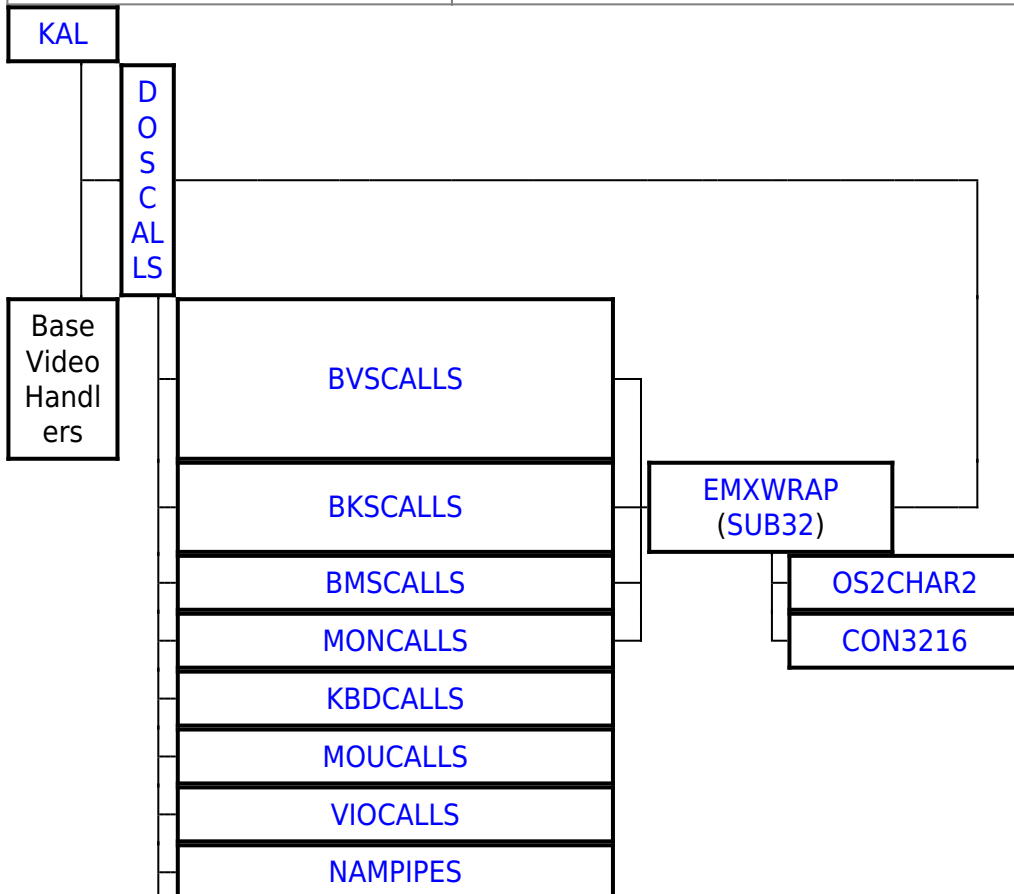 KAL
D
O
S
C
AL
LS
Base
Video
Handl
ers
BVSCALLS
BKSCALLS
EMXWRAP
(SUB32)
BMSCALLS
OS2CHAR2
MONCALLS
CON3216
KBDCALLS
MOUCALLS
VIOCALLS
NAMPIPES